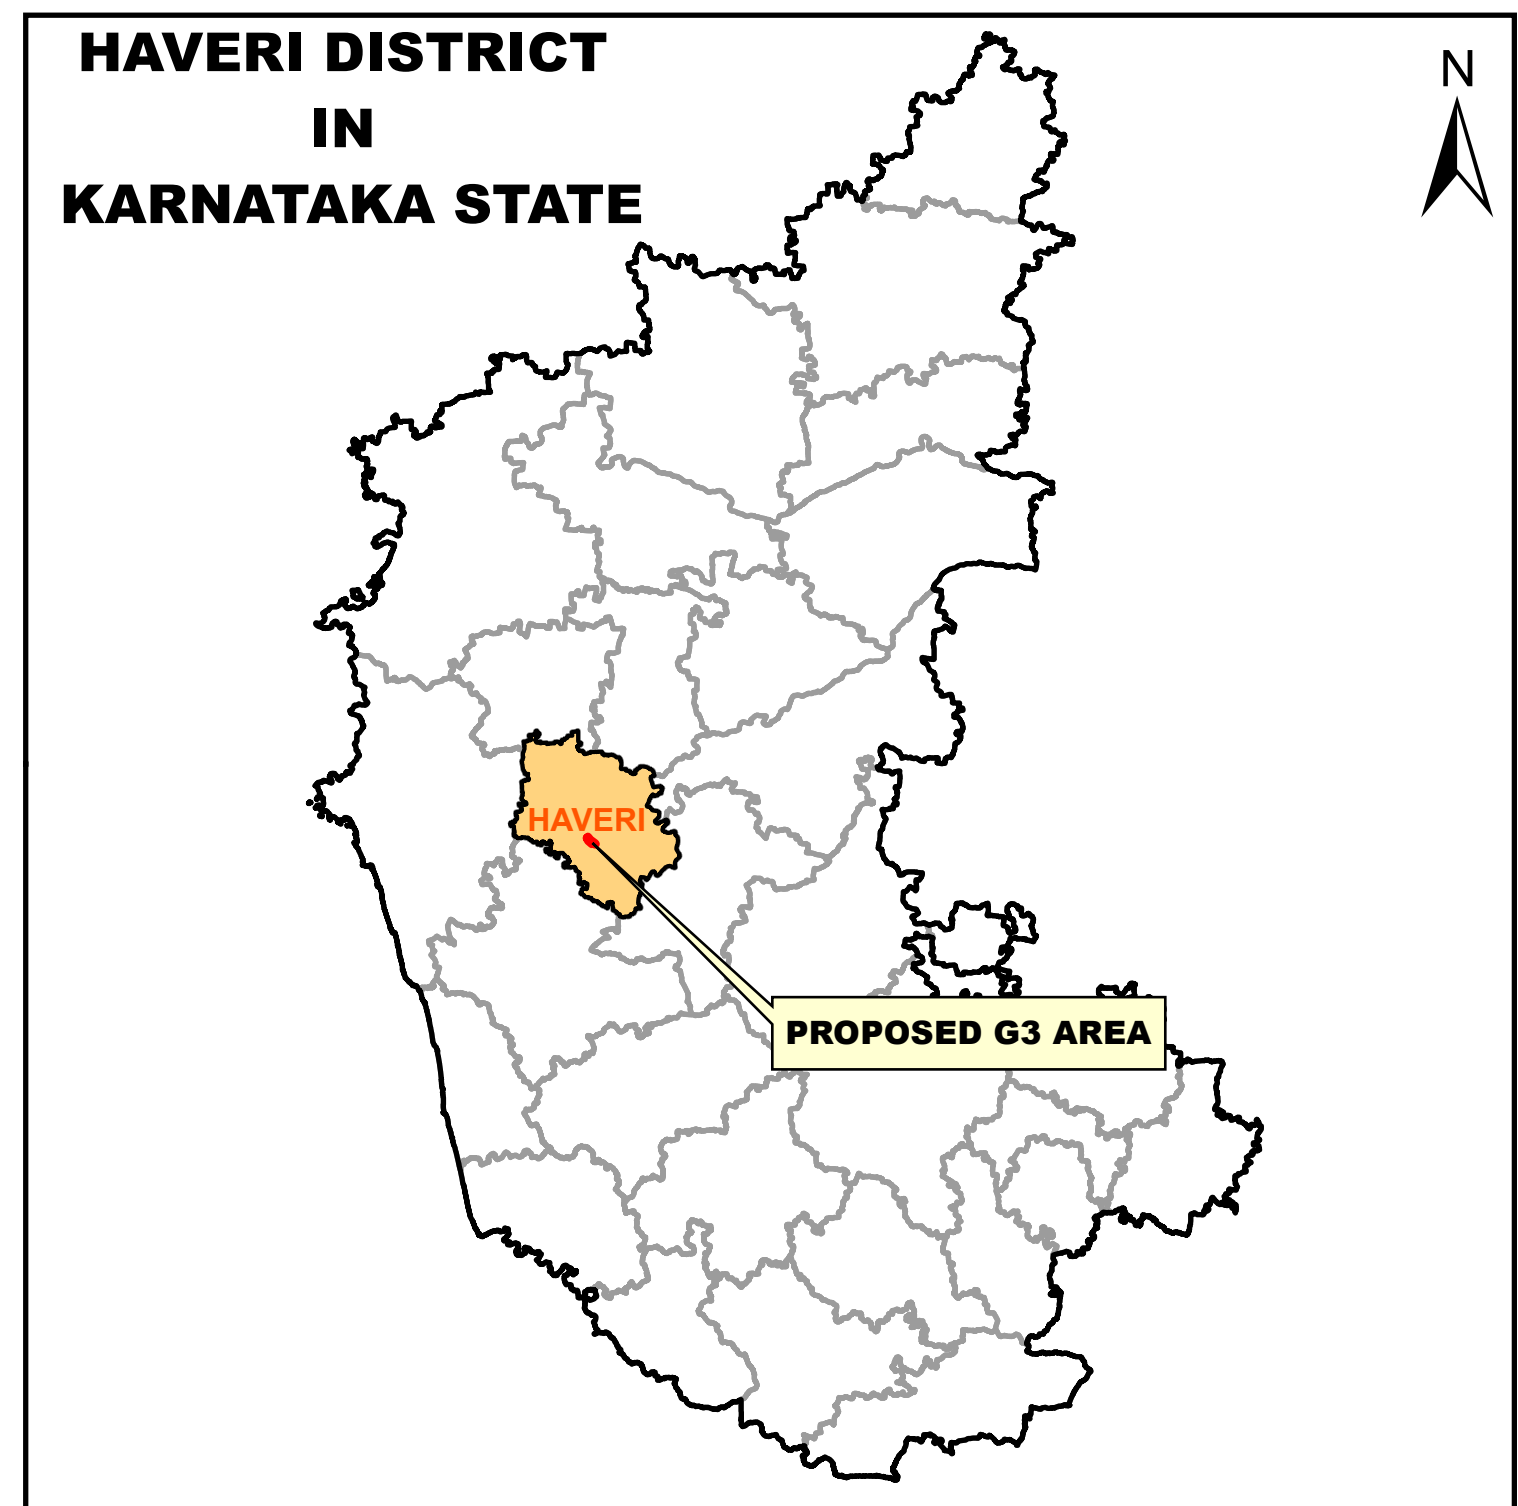 HAVERI DISTRICT
IN
KARNATAKA STATE
N
HAVERI
PROPOSED G3 AREA